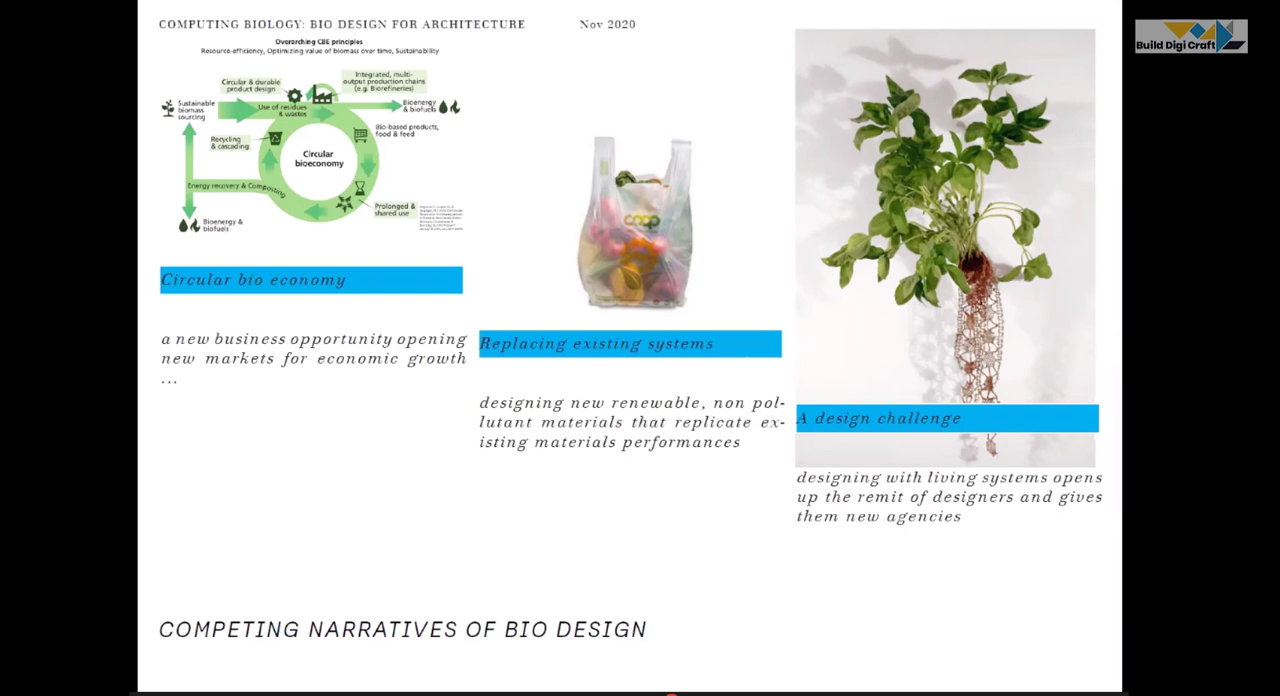 COMPUTING BIOLOGY: BIO DESIGN FOR ARCHITECTURE
Nov 2020
Build Digi Craft
Overarching CBE principles
Resource-efficiency, Optimizing value of biomass over time, Sustainability
Circular & durable
product design
Integrated, multi-
output production chains
(e.g. Biorefineries)
Sustainable
biomass
sourcing
Use of residues
& wastes
Bioenergy
& biofuels
Bio-based products,
food & feed
Recycling
& cascading
Circular
bioeconomy
Energy recovery & Composting
Prolonged &
shared use
Bioenergy &
biofuels
Circular bio economy
a new business opportunity opening
new markets for economic growth
...
coop
Replacing existing systems
designing new renewable, non pol-
lutant materials that replicate ex-
isting materials performances
A design challenge
designing with living systems opens
up the remit of designers and gives
them new agencies
COMPETING NARRATIVES OF BIO DESIGN